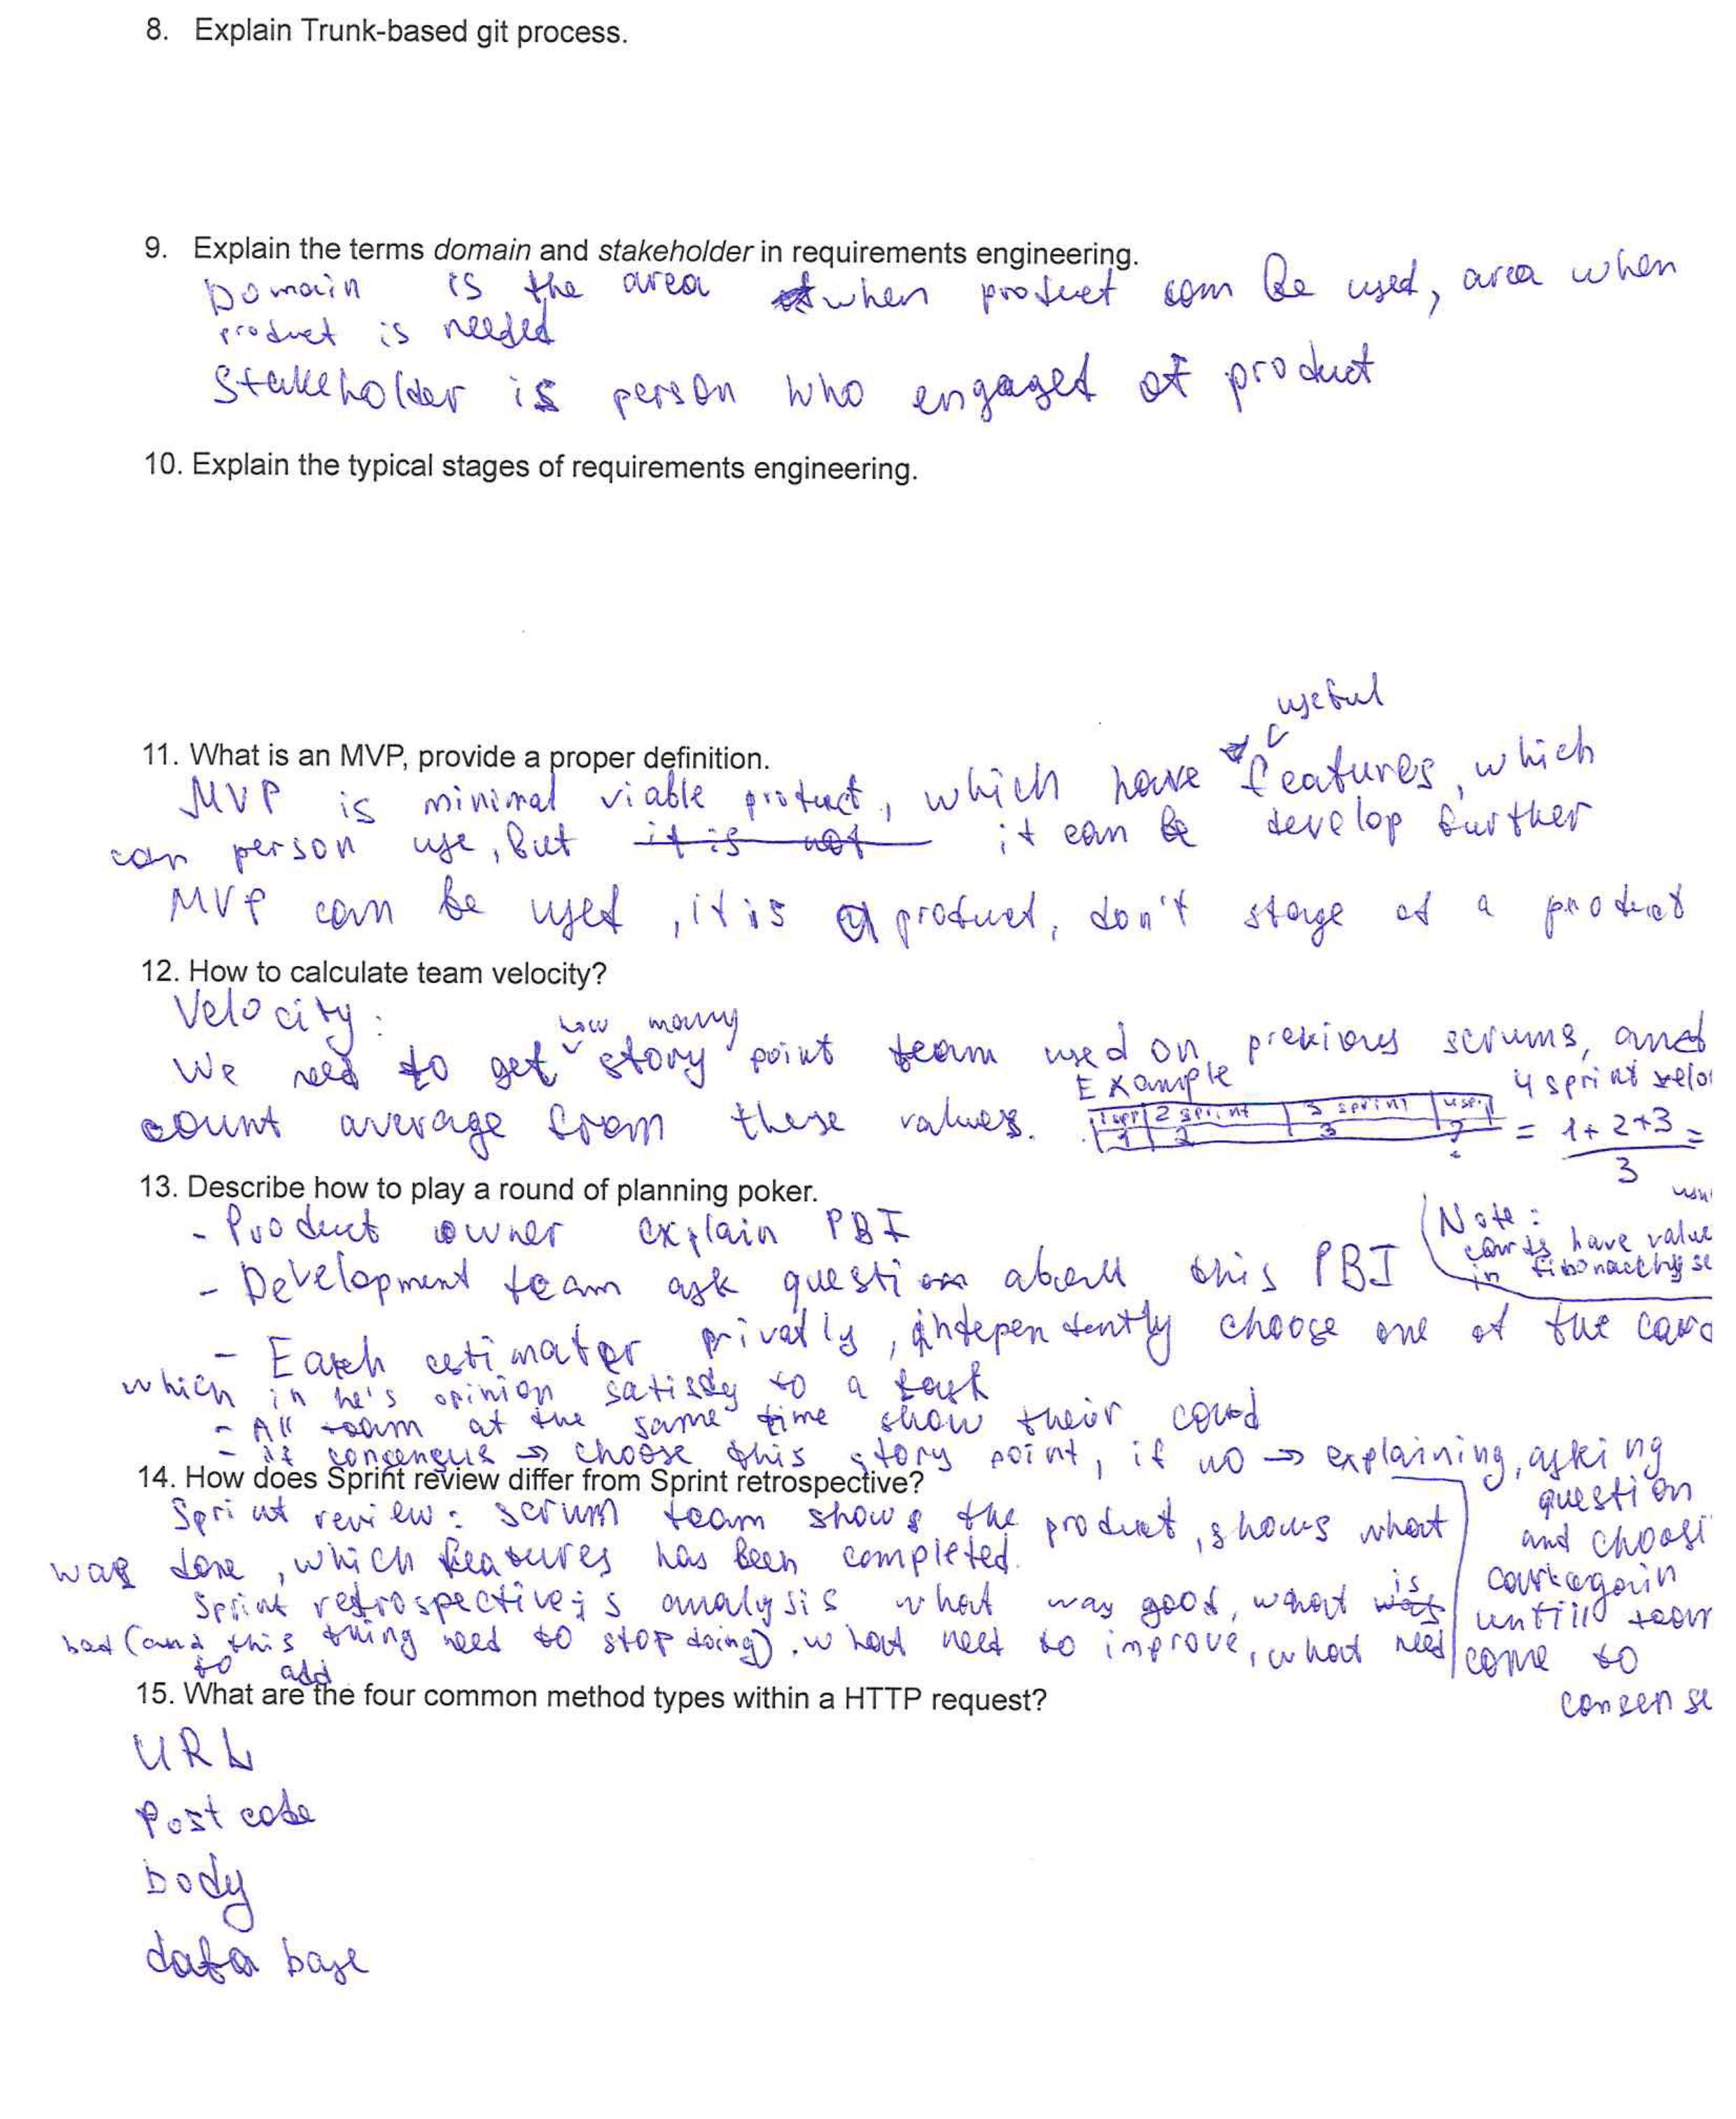 8. Explain Trunk-based git process.
9. Explain the terms domain and stakeholder in requirements engineering.
Domain is the area when product can be used, area when
product is needed
Stakeholder is person who engaged at product
10. Explain the typical stages of requirements engineering.
useful
11. What is an MVP, provide a proper definition.
MVP is minimal viable product, which have features, which
can person use, but it is not it can be develop further
MVP can be used, it is a product, don't stage of a product
12. How to calculate team velocity?
Velocity:
how many
We need to get story point team used on previous scrums, and
count average from these values.
Example
1 spr 2 sprint 3 sprint 4 spr
1 2 3 ?
4 sprint velo
= 1+2+3 =
3
13. Describe how to play a round of planning poker.
- Product owner explain PBI
- Development team ask question about this PBI
Note:
cards have value
in fibonacchy se
- Each estimator privatly, independently choose one of the card
which in he's opinion satisfy to a task
- All team at the same time show their card
- if consensus → choose this story point, if no → explaining, asking
question
and choose
card again
untill team
come to
consense
14. How does Sprint review differ from Sprint retrospective?
Sprint review: scrum team shows the product, shows what
was done, which features has been completed.
Sprint retrospective is analysis what was good, what was is
bad (and this thing need to stop doing). what need to improve, what need
to add
15. What are the four common method types within a HTTP request?
URL
Post code
body
data base